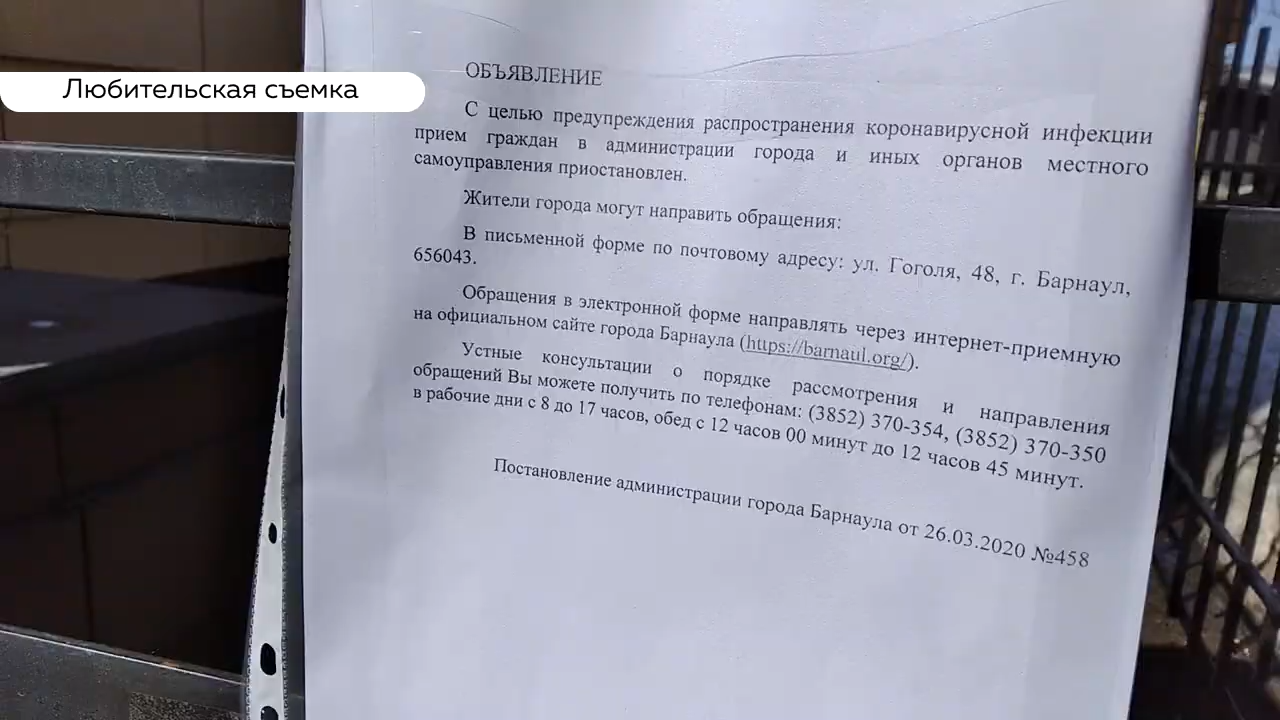 Любительская съемка
ОБЪЯВЛЕНИЕ
С целью предупреждения распространения коронавирусной инфекции
прием граждан в администрации города и иных органов местного
самоуправления приостановлен.
Жители города могут направить обращения:
В письменной форме по почтовому адресу: ул. Гоголя, 48, г. Барнаул,
656043.
Обращения в электронной форме направлять через интернет-приемную
на официальном сайте города Барнаула (https://barnaul.org/).
Устные консультации о порядке рассмотрения и направления
обращений Вы можете получить по телефонам: (3852) 370-354, (3852) 370-350
в рабочие дни с 8 до 17 часов, обед с 12 часов 00 минут до 12 часов 45 минут.
Постановление администрации города Барнаула от 26.03.2020 №458